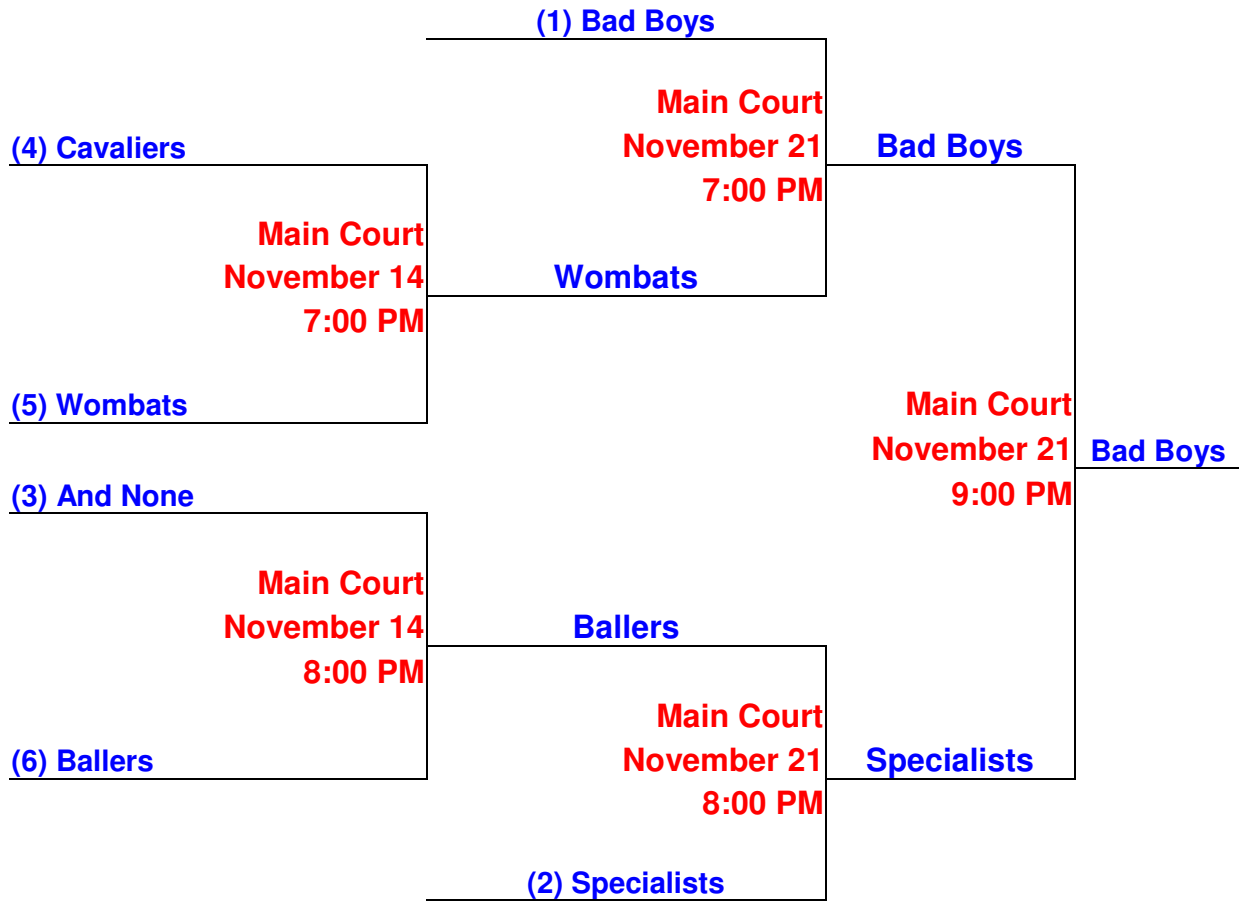 (1) Bad Boys
Main Court
November 21
7:00 PM
(4) Cavaliers
Bad Boys
Main Court
November 14
7:00 PM
Wombats
(5) Wombats
Main Court
November 21
9:00 PM
Bad Boys
(3) And None
Main Court
November 14
8:00 PM
Ballers
(6) Ballers
Main Court
November 21
8:00 PM
Specialists
(2) Specialists